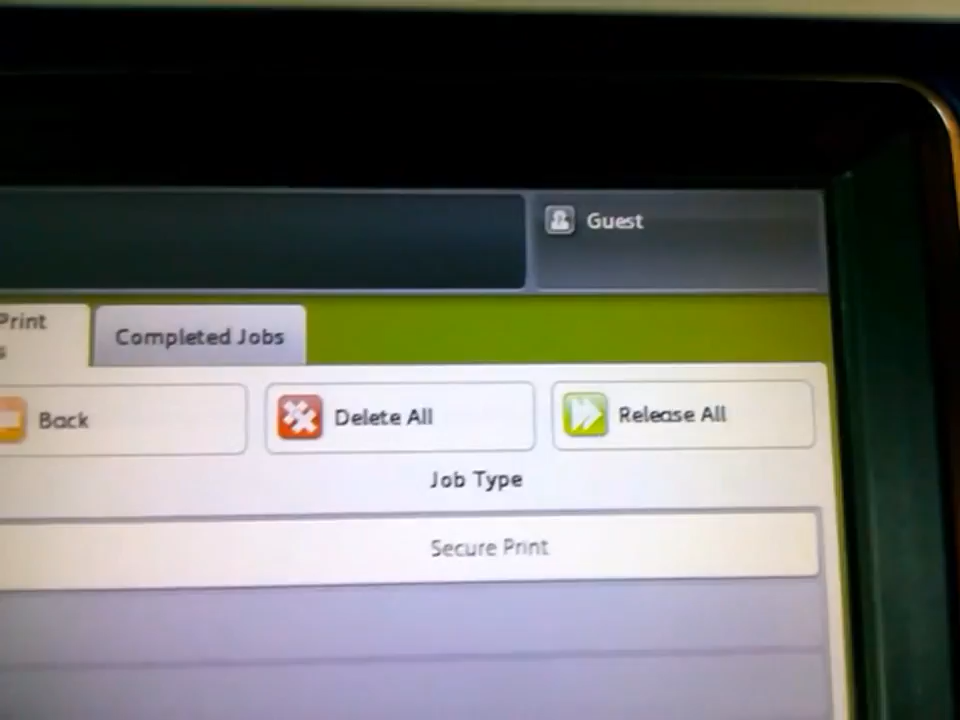 Guest
Print
s
Completed Jobs
Back
Delete All
Release All
Job Type
Secure Print